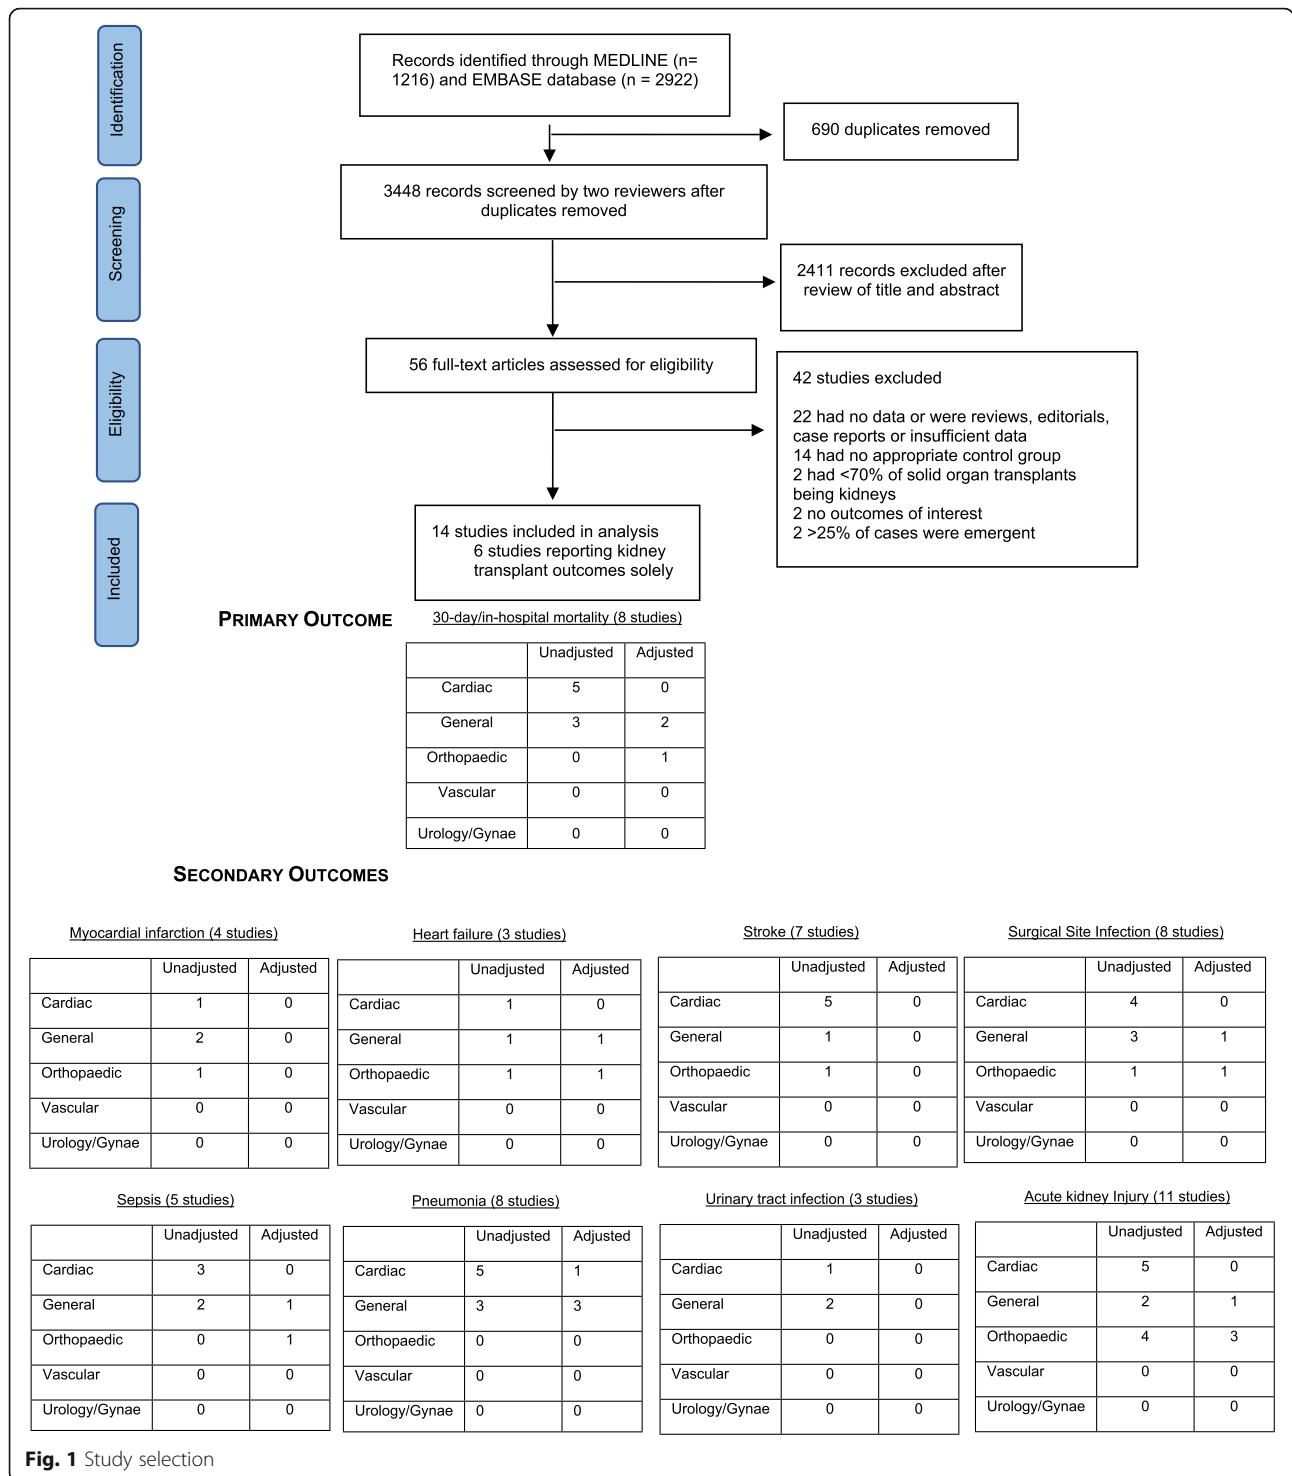 Identification
Records identified through MEDLINE (n=
1216) and EMBASE database (n = 2922)
690 duplicates removed
Screening
3448 records screened by two reviewers after
duplicates removed
2411 records excluded after
review of title and abstract
Eligibility
56 full-text articles assessed for eligibility
42 studies excluded
22 had no data or were reviews, editorials,
case reports or insufficient data
14 had no appropriate control group
2 had <70% of solid organ transplants
being kidneys
2 no outcomes of interest
2 >25% of cases were emergent
Included
14 studies included in analysis
6 studies reporting kidney
transplant outcomes solely
PRIMARY OUTCOME
30-day/in-hospital mortality (8 studies)
Unadjusted Adjusted
Cardiac 5 0
General 3 2
Orthopaedic 0 1
Vascular 0 0
Urology/Gynae 0 0
SECONDARY OUTCOMES
Myocardial infarction (4 studies)
Unadjusted Adjusted
Cardiac 1 0
General 2 0
Orthopaedic 1 0
Vascular 0 0
Urology/Gynae 0 0
Heart failure (3 studies)
Unadjusted Adjusted
Cardiac 1 0
General 1 1
Orthopaedic 1 1
Vascular 0 0
Urology/Gynae 0 0
Stroke (7 studies)
Unadjusted Adjusted
Cardiac 5 0
General 1 0
Orthopaedic 1 0
Vascular 0 0
Urology/Gynae 0 0
Surgical Site Infection (8 studies)
Unadjusted Adjusted
Cardiac 4 0
General 3 1
Orthopaedic 1 1
Vascular 0 0
Urology/Gynae 0 0
Sepsis (5 studies)
Unadjusted Adjusted
Cardiac 3 0
General 2 1
Orthopaedic 0 1
Vascular 0 0
Urology/Gynae 0 0
Pneumonia (8 studies)
Unadjusted Adjusted
Cardiac 5 1
General 3 3
Orthopaedic 0 0
Vascular 0 0
Urology/Gynae 0 0
Urinary tract infection (3 studies)
Unadjusted Adjusted
Cardiac 1 0
General 2 0
Orthopaedic 0 0
Vascular 0 0
Urology/Gynae 0 0
Acute kidney Injury (11 studies)
Unadjusted Adjusted
Cardiac 5 0
General 2 1
Orthopaedic 4 3
Vascular 0 0
Urology/Gynae 0 0
Fig. 1 Study selection